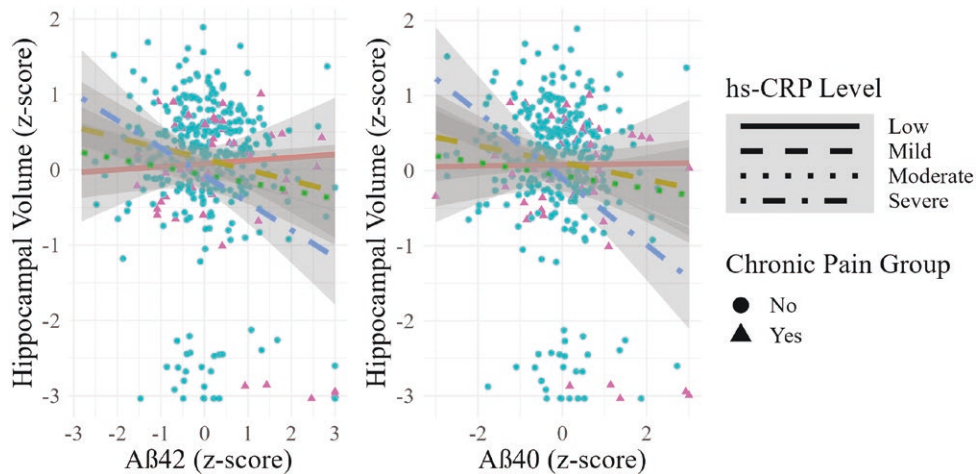 Hippocampal Volume (z-score)
2
1
0
-1
-2
-3
-3 -2 -1 0 1 2 3
Aß42 (z-score)
Hippocampal Volume (z-score)
2
1
0
-1
-2
-3
-2 0 2
Aß40 (z-score)
hs-CRP Level
Low
Mild
Moderate
Severe
Chronic Pain Group
No
Yes